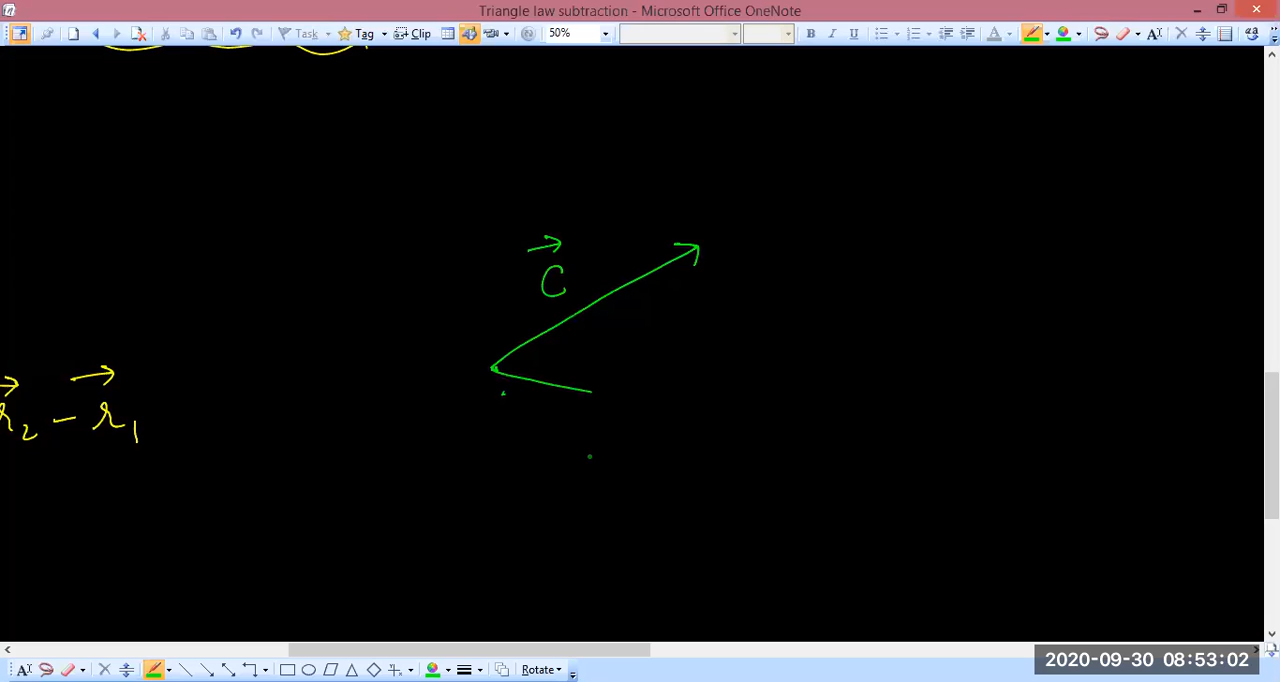 Triangle law subtraction - Microsoft Office OneNote
Task Tag Clip 50% B I U A
C
r₂ - r₁
Rotate
2020-09-30 08:53:02